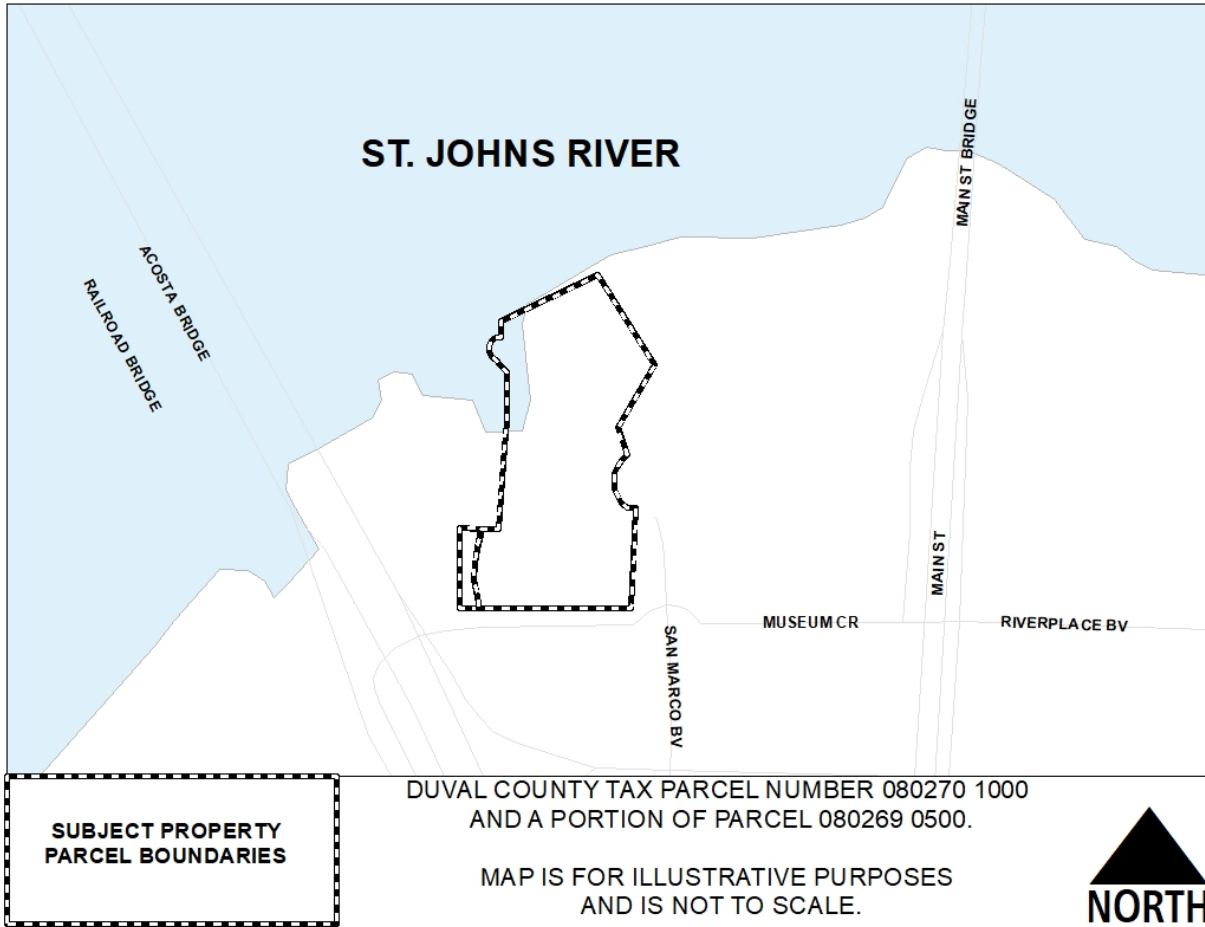 ST. JOHNS RIVER
MAIN ST BRIDGE
ACOSTA BRIDGE
RAILROAD BRIDGE
MAIN ST
MUSEUM CR
RIVERPLACE BV
SAN MARCO BV
SUBJECT PROPERTY
PARCEL BOUNDARIES
DUVAL COUNTY TAX PARCEL NUMBER 080270 1000
AND A PORTION OF PARCEL 080269 0500.
MAP IS FOR ILLUSTRATIVE PURPOSES
AND IS NOT TO SCALE.
NORTH